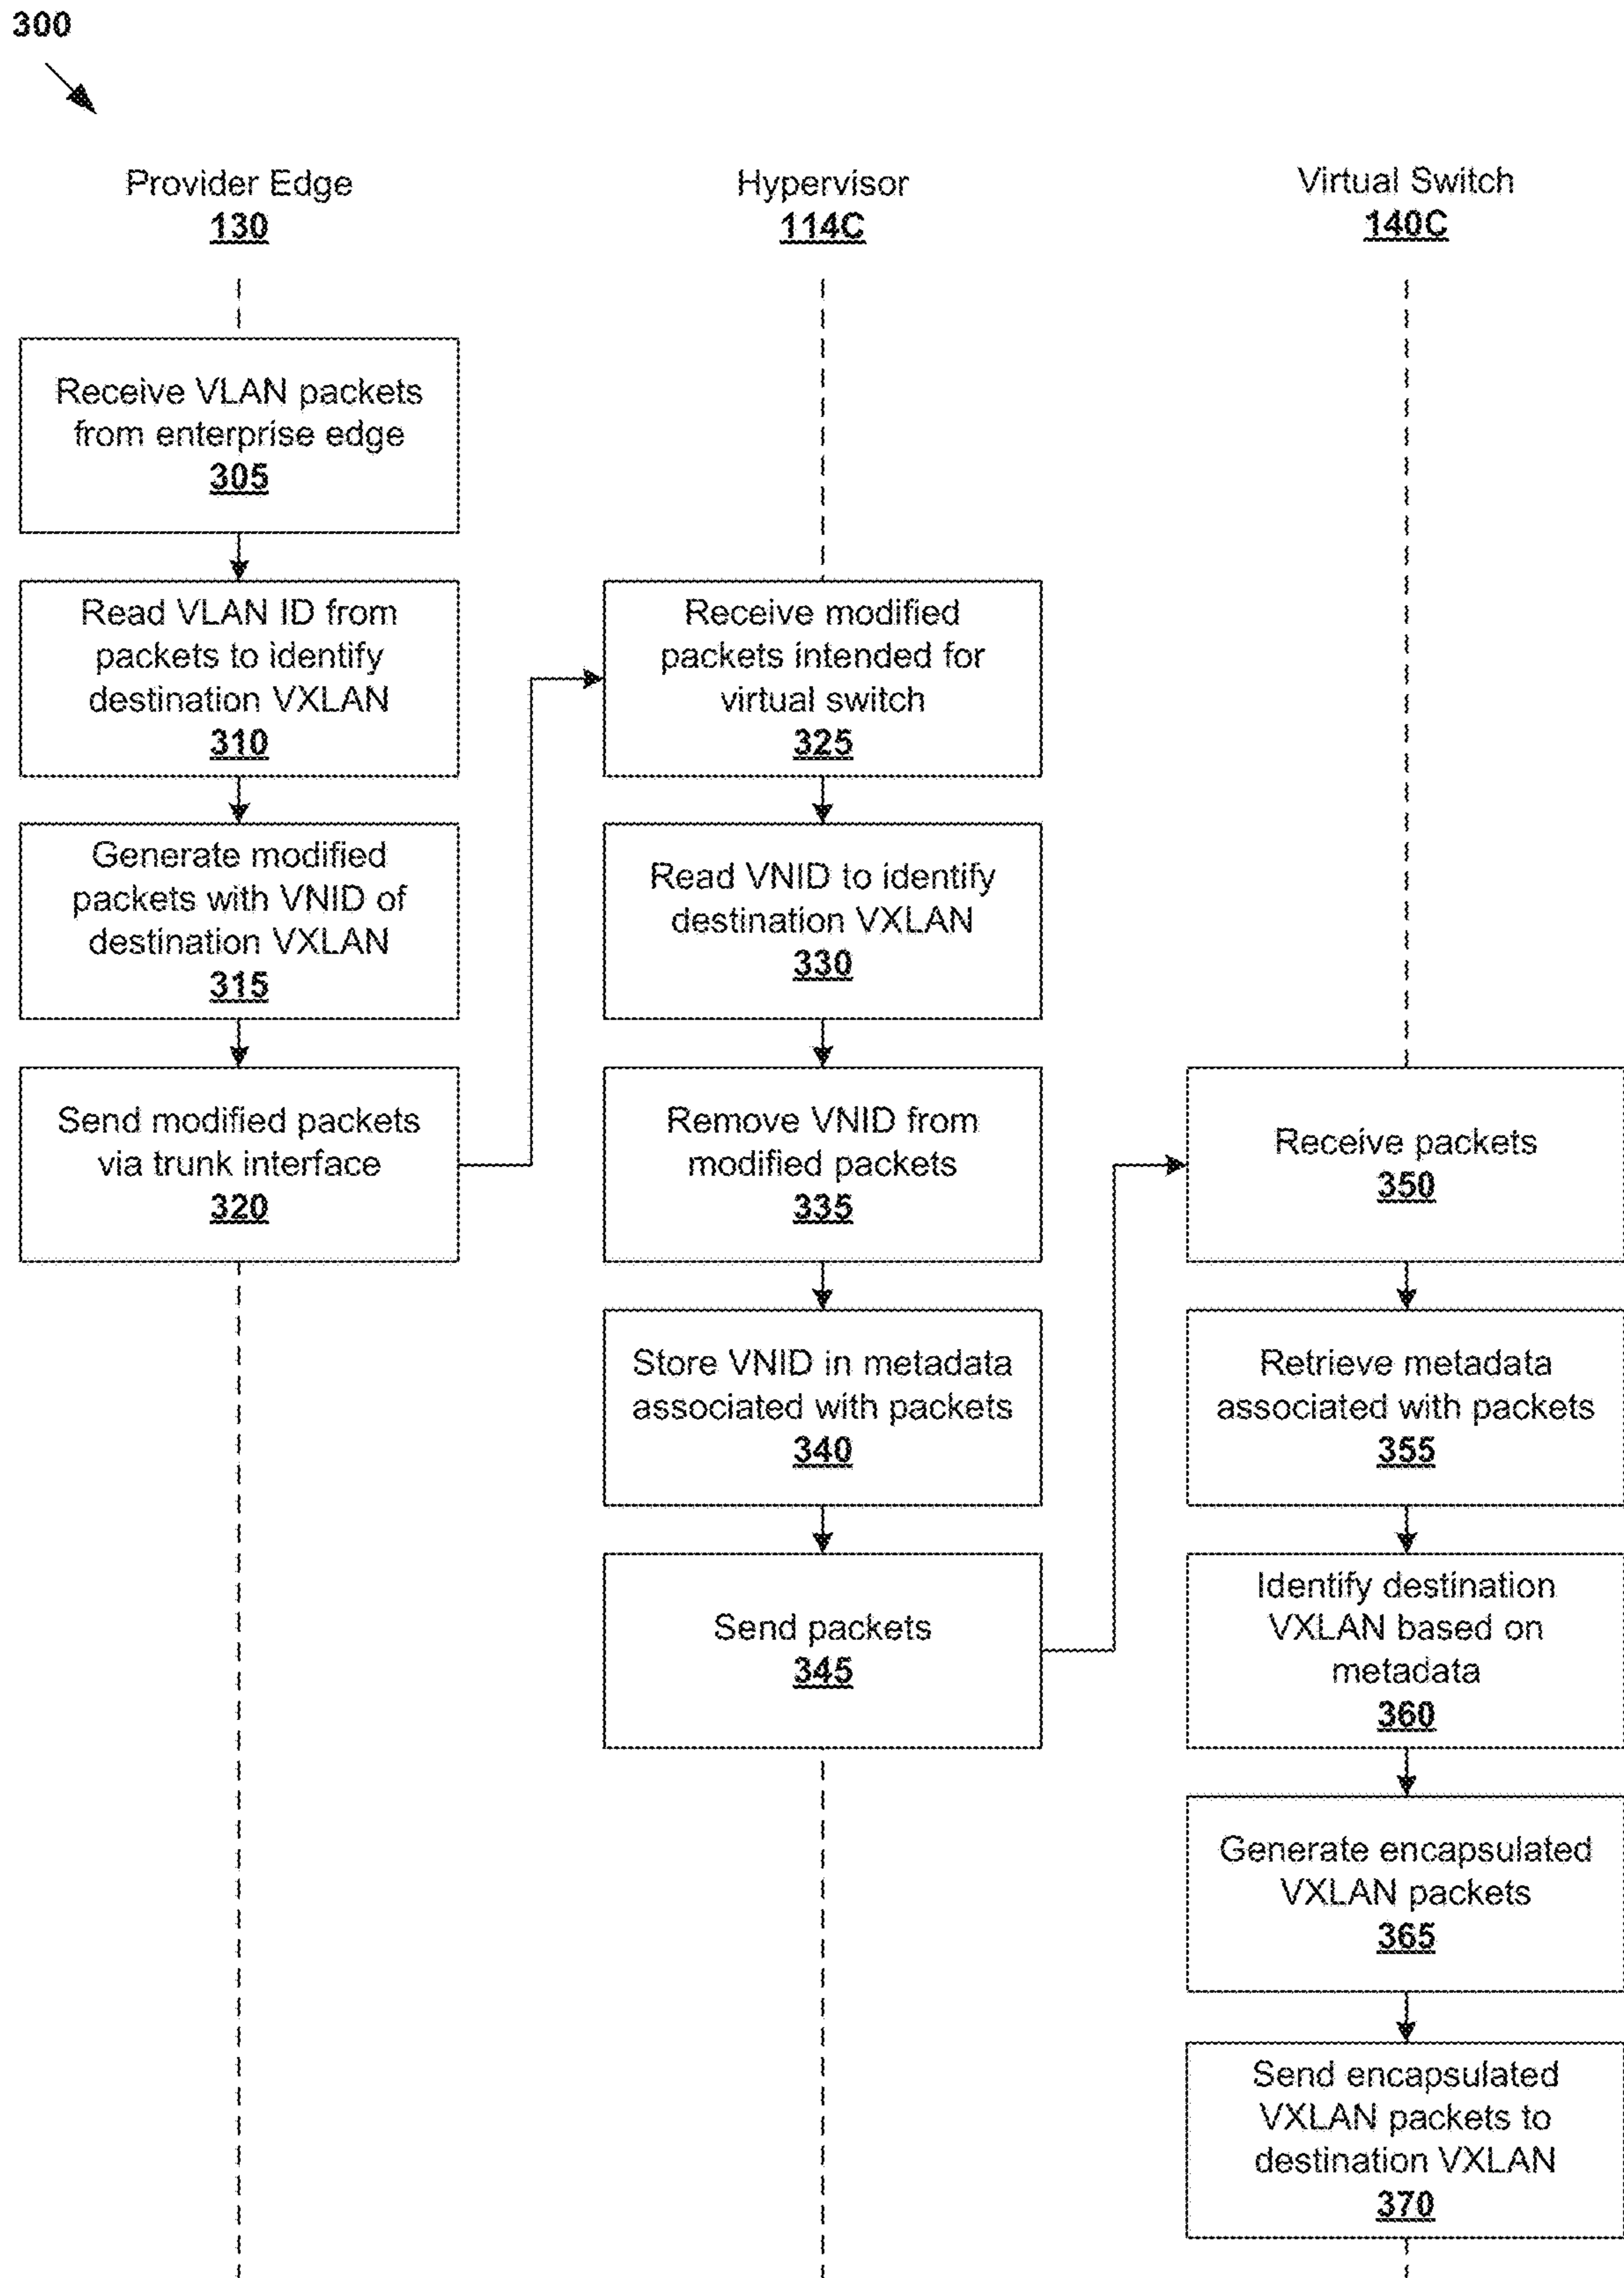 300
Provider Edge
130
Hypervisor
114C
Virtual Switch
140C
Receive VLAN packets
from enterprise edge
305
Read VLAN ID from
packets to identify
destination VXLAN
310
Generate modified
packets with VNID of
destination VXLAN
315
Send modified packets
via trunk interface
320
Receive modified
packets intended for
virtual switch
325
Read VNID to identify
destination VXLAN
330
Remove VNID from
modified packets
335
Store VNID in metadata
associated with packets
340
Send packets
345
Receive packets
350
Retrieve metadata
associated with packets
355
Identify destination
VXLAN based on
metadata
360
Generate encapsulated
VXLAN packets
365
Send encapsulated
VXLAN packets to
destination VXLAN
370